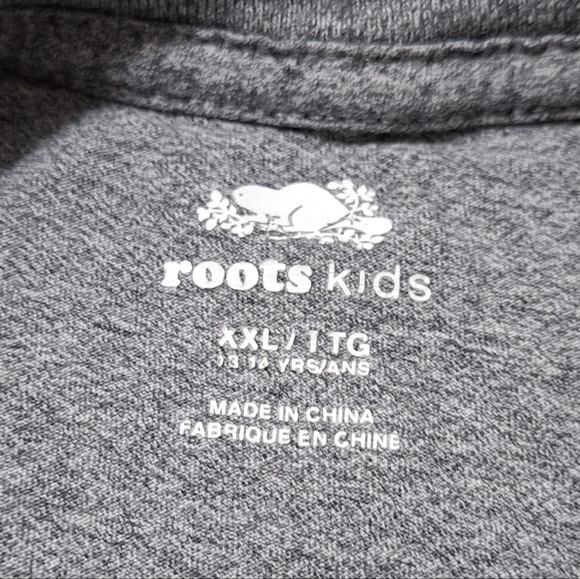 roots kids
XXL / TTG
13 14 YRS/ANS
MADE IN CHINA
FABRIQUE EN CHINE